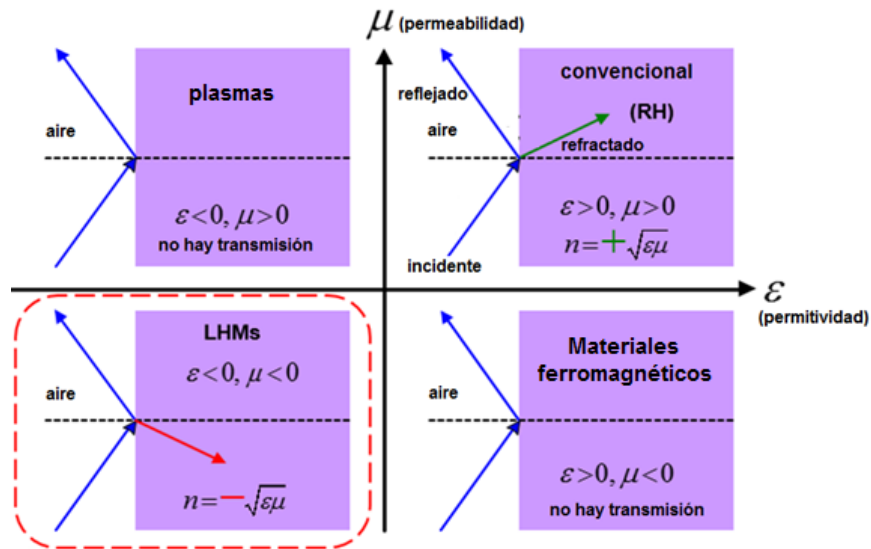 μ (permeabilidad)
plasmas
aire
ε<0, μ>0
no hay transmisión
convencional
(RH)
reflejado
aire
refractado
ε>0, μ>0
n=+√εμ
incidente
ε
(permitividad)
LHMs
ε<0, μ<0
aire
n=−√εμ
Materiales
ferromagnéticos
aire
ε>0, μ<0
no hay transmisión